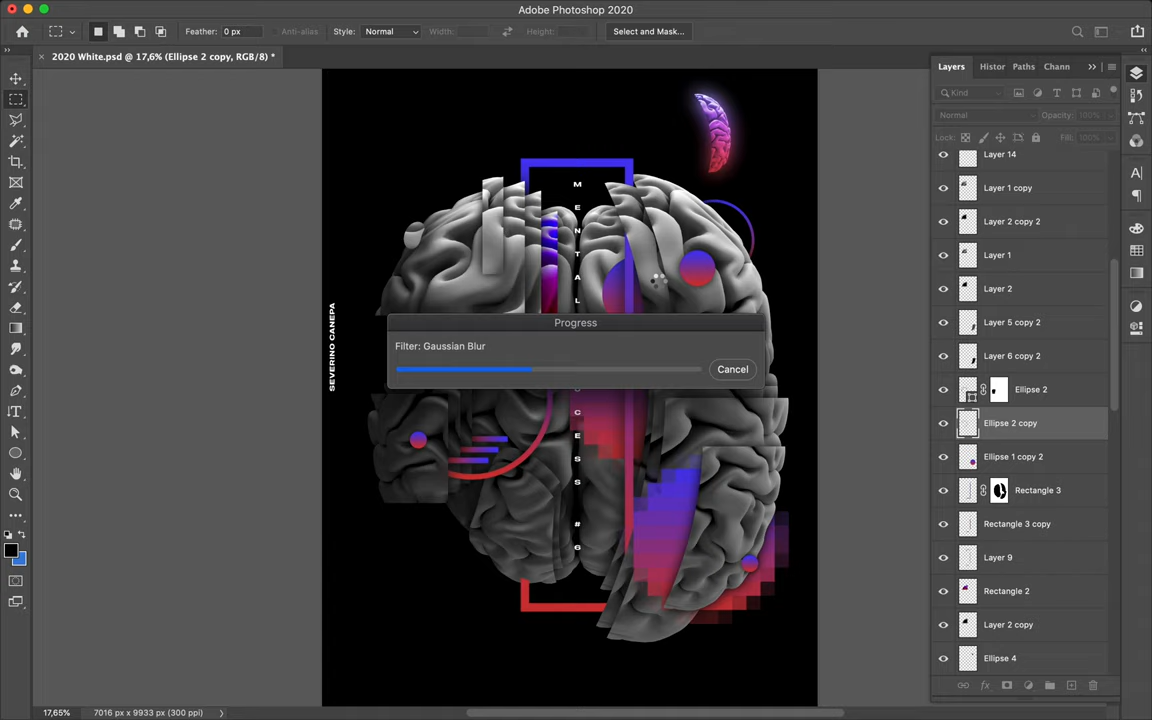 Adobe Photoshop 2020
Feather: 0 px
Anti-alias
Style: Normal
Width:
Height:
Select and Mask...
2020 White.psd @ 17,6% (Ellipse 2 copy, RGB/8) *
Layers
Histor
Paths
Chann
Kind
Normal
Opacity: 100%
Lock:
Fill: 100%
Layer 14
Layer 1 copy
Layer 2 copy 2
Layer 1
Layer 2
Layer 5 copy 2
Layer 6 copy 2
Ellipse 2
Ellipse 2 copy
Ellipse 1 copy 2
Rectangle 3
Rectangle 3 copy
Layer 9
Rectangle 2
Layer 2 copy
Ellipse 4
SEVERINO CANEPA
M
E
N
T
A
L
C
E
S
S
#
6
Progress
Filter: Gaussian Blur
Cancel
17,65%
7016 px x 9933 px (300 ppi)